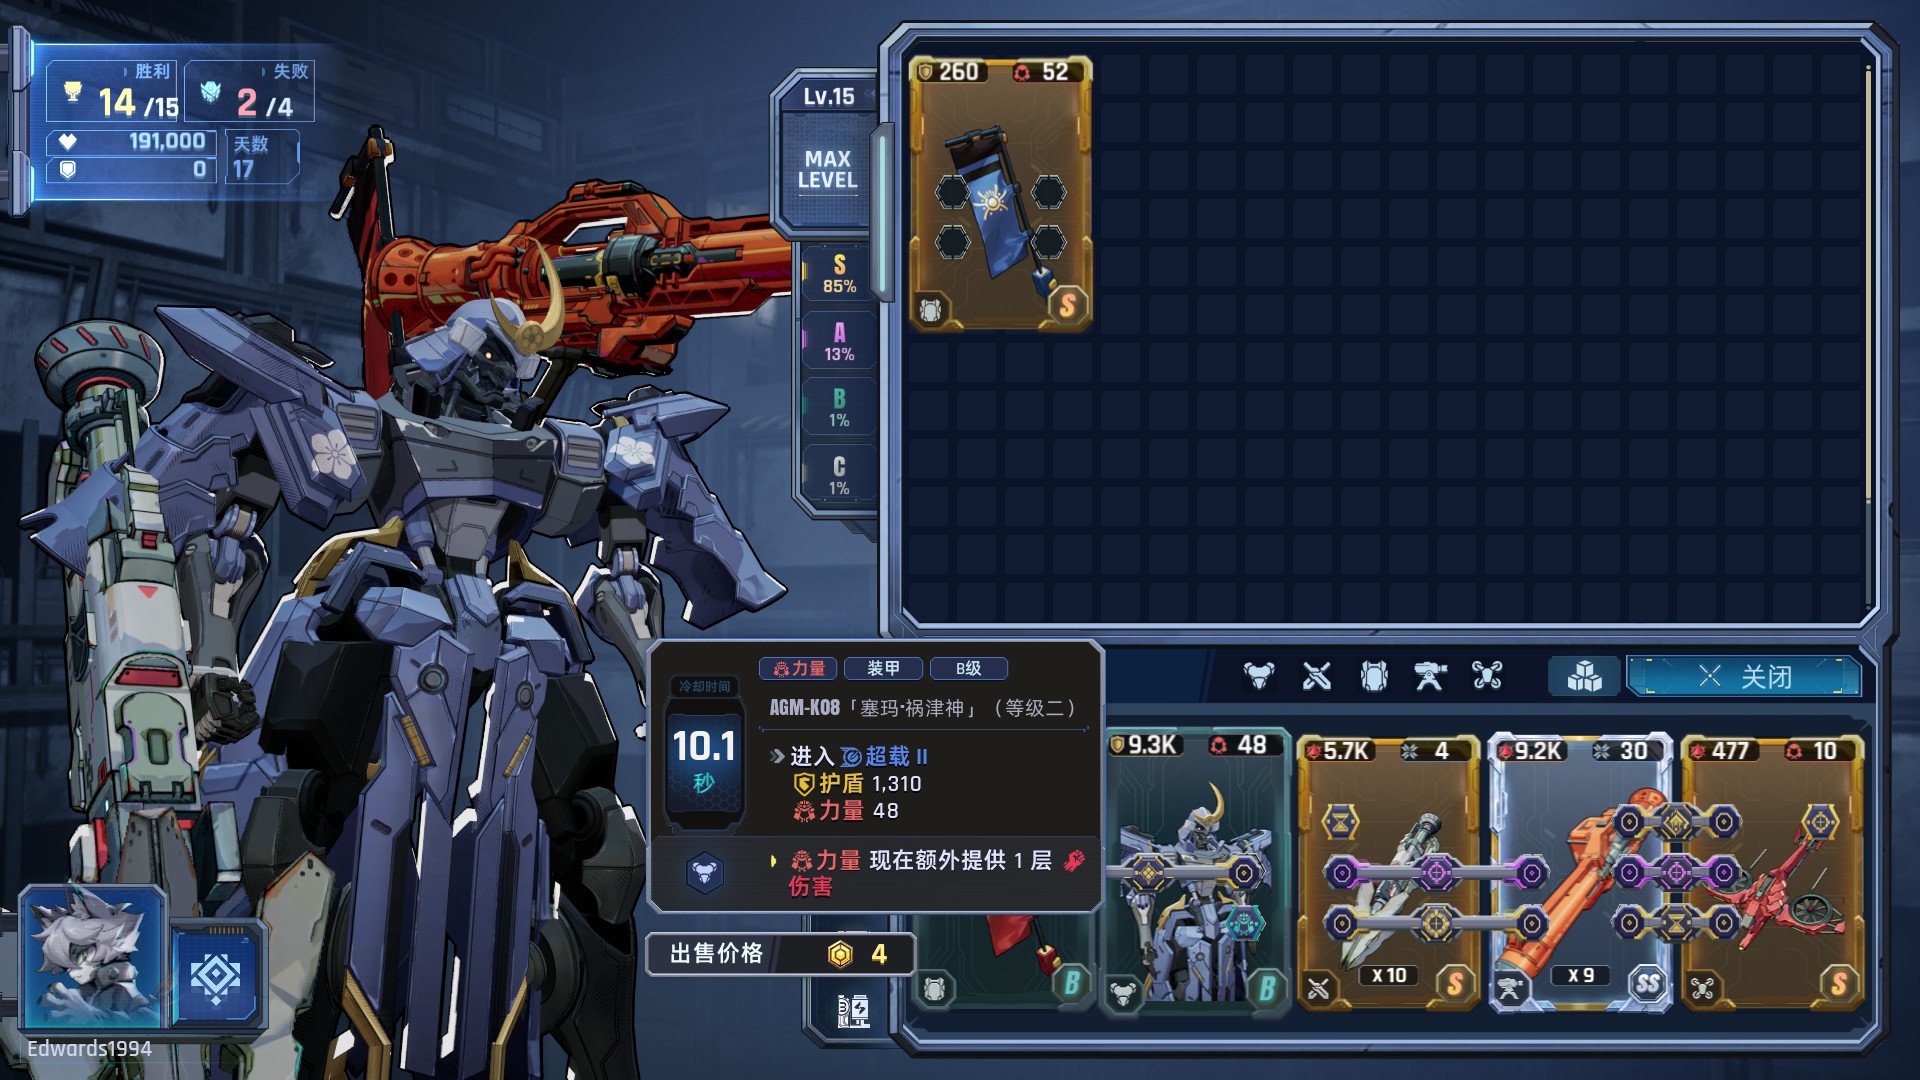 胜利
14 /15
失败
2 /4
191,000
0
天数
17
Lv.15
MAX
LEVEL
S
85%
A
13%
B
1%
C
1%
260
52
S
关闭
冷却时间
10.1
秒
力量
装甲
B级
AGM-K08「塞玛·祸津神」（等级二）
进入 超载 II
护盾 1,310
力量 48
力量 现在额外提供 1 层
伤害
出售价格
4
B
9.3K
48
B
5.7K
4
x10
S
9.2K
30
x9
SS
477
10
S
Edwards1994